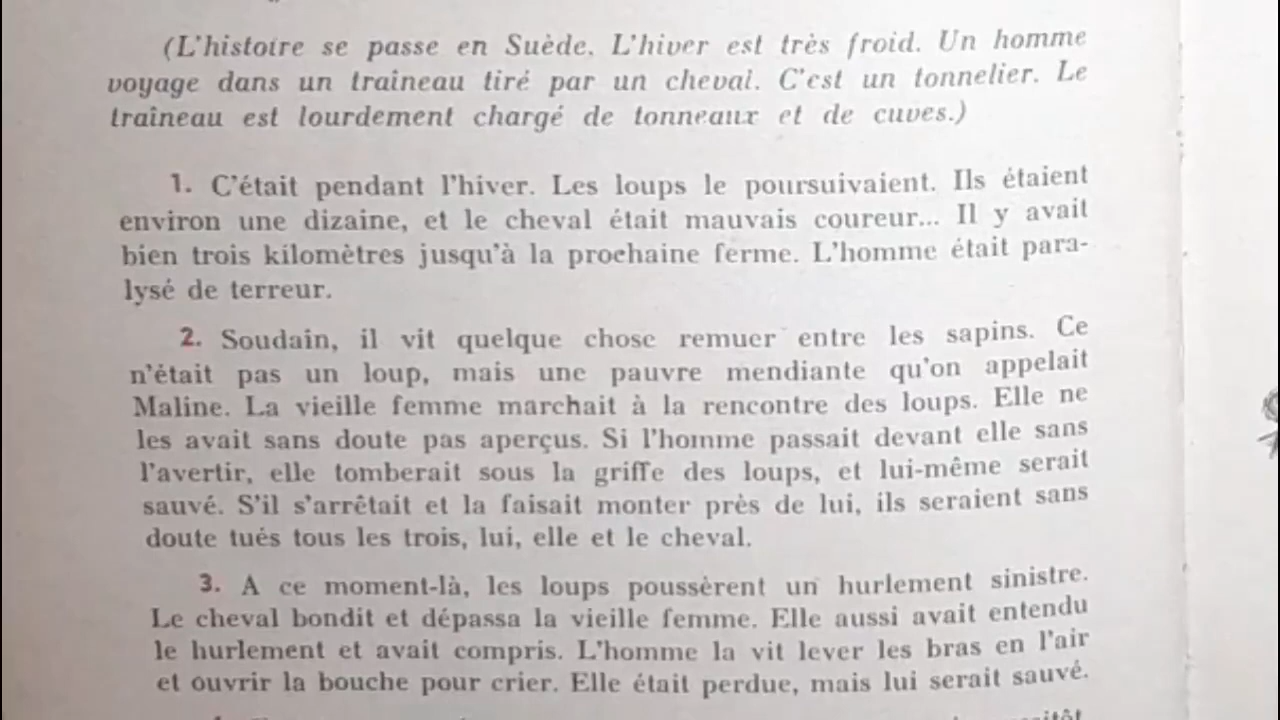 (L'histoire se passe en Suède. L'hiver est très froid. Un homme
voyage dans un traîneau tiré par un cheval. C'est un tonnelier. Le
traîneau est lourdement chargé de tonneaux et de cuves.)
1. C'était pendant l'hiver. Les loups le poursuivaient. Ils étaient
environ une dizaine, et le cheval était mauvais coureur... Il y avait
bien trois kilomètres jusqu'à la prochaine ferme. L'homme était para-
lysé de terreur.
2. Soudain, il vit quelque chose remuer entre les sapins. Ce
n'était pas un loup, mais une pauvre mendiante qu'on appelait
Maline. La vieille femme marchait à la rencontre des loups. Elle ne
les avait sans doute pas aperçus. Si l'homme passait devant elle sans
l'avertir, elle tomberait sous la griffe des loups, et lui-même serait
sauvé. S'il s'arrêtait et la faisait monter près de lui, ils seraient sans
doute tués tous les trois, lui, elle et le cheval.
3. A ce moment-là, les loups poussèrent un hurlement sinistre.
Le cheval bondit et dépassa la vieille femme. Elle aussi avait entendu
le hurlement et avait compris. L'homme la vit lever les bras en l'air
et ouvrir la bouche pour crier. Elle était perdue, mais lui serait sauvé.